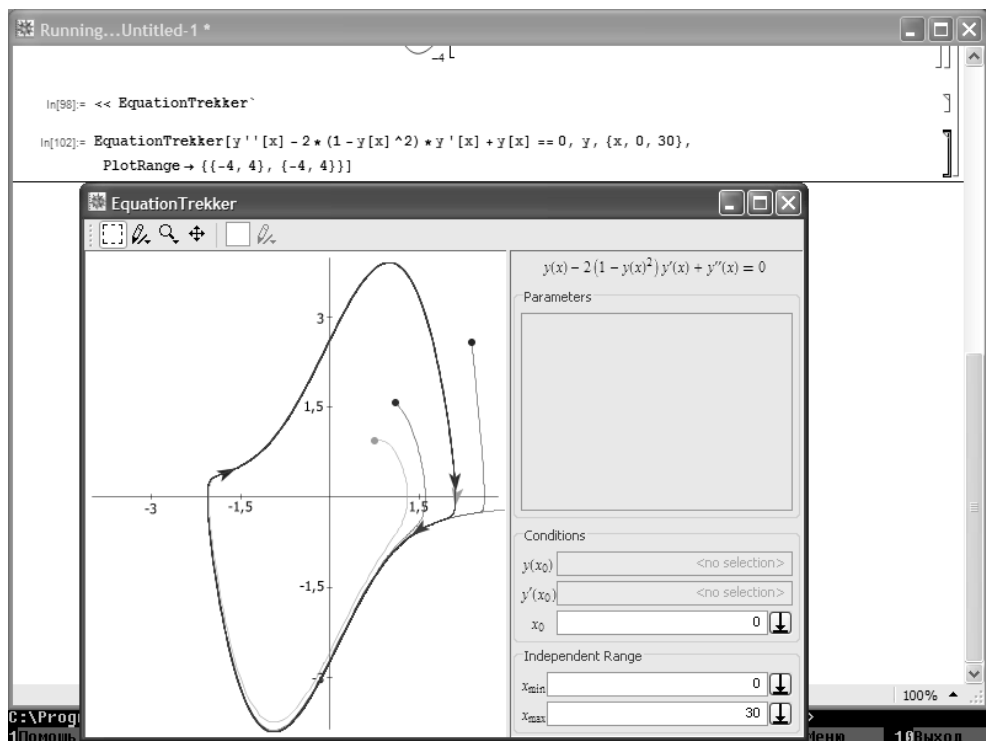 Running...Untitled-1 *
-4
In[98]:= << EquationTrekker`
In[102]:= EquationTrekker[y''[x] - 2 * (1 - y[x] ^2) * y '[x] + y[x] == 0, y, {x, 0, 30},
PlotRange → {{-4, 4}, {-4, 4}}]
EquationTrekker
y(x) − 2 (1 − y(x)²) y′(x) + y″(x) = 0
Parameters
3
1,5
-3
-1,5
1,5
-1,5
-3
Conditions
y(x₀) <no selection>
y′(x₀) <no selection>
x₀ 0
Independent Range
xmin 0
xmax 30
100%
C:\Prog
>
1Помощь
Меню 10Выход